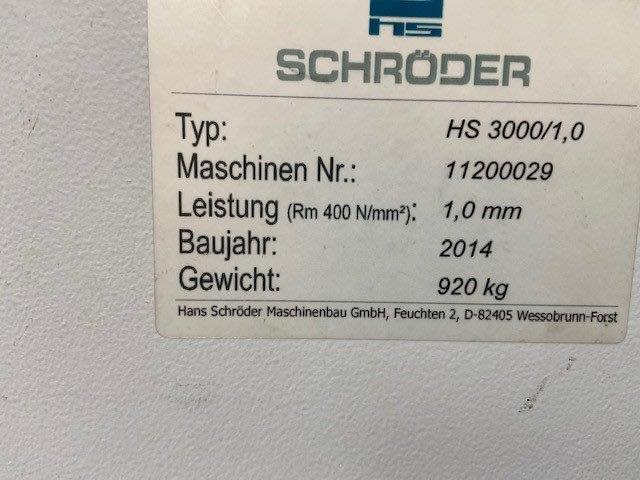 hs
SCHRÖDER
Typ: HS 3000/1,0
Maschinen Nr.: 11200029
Leistung (Rm 400 N/mm²): 1,0 mm
Baujahr: 2014
Gewicht: 920 kg
Hans Schröder Maschinenbau GmbH, Feuchten 2, D-82405 Wessobrunn-Forst